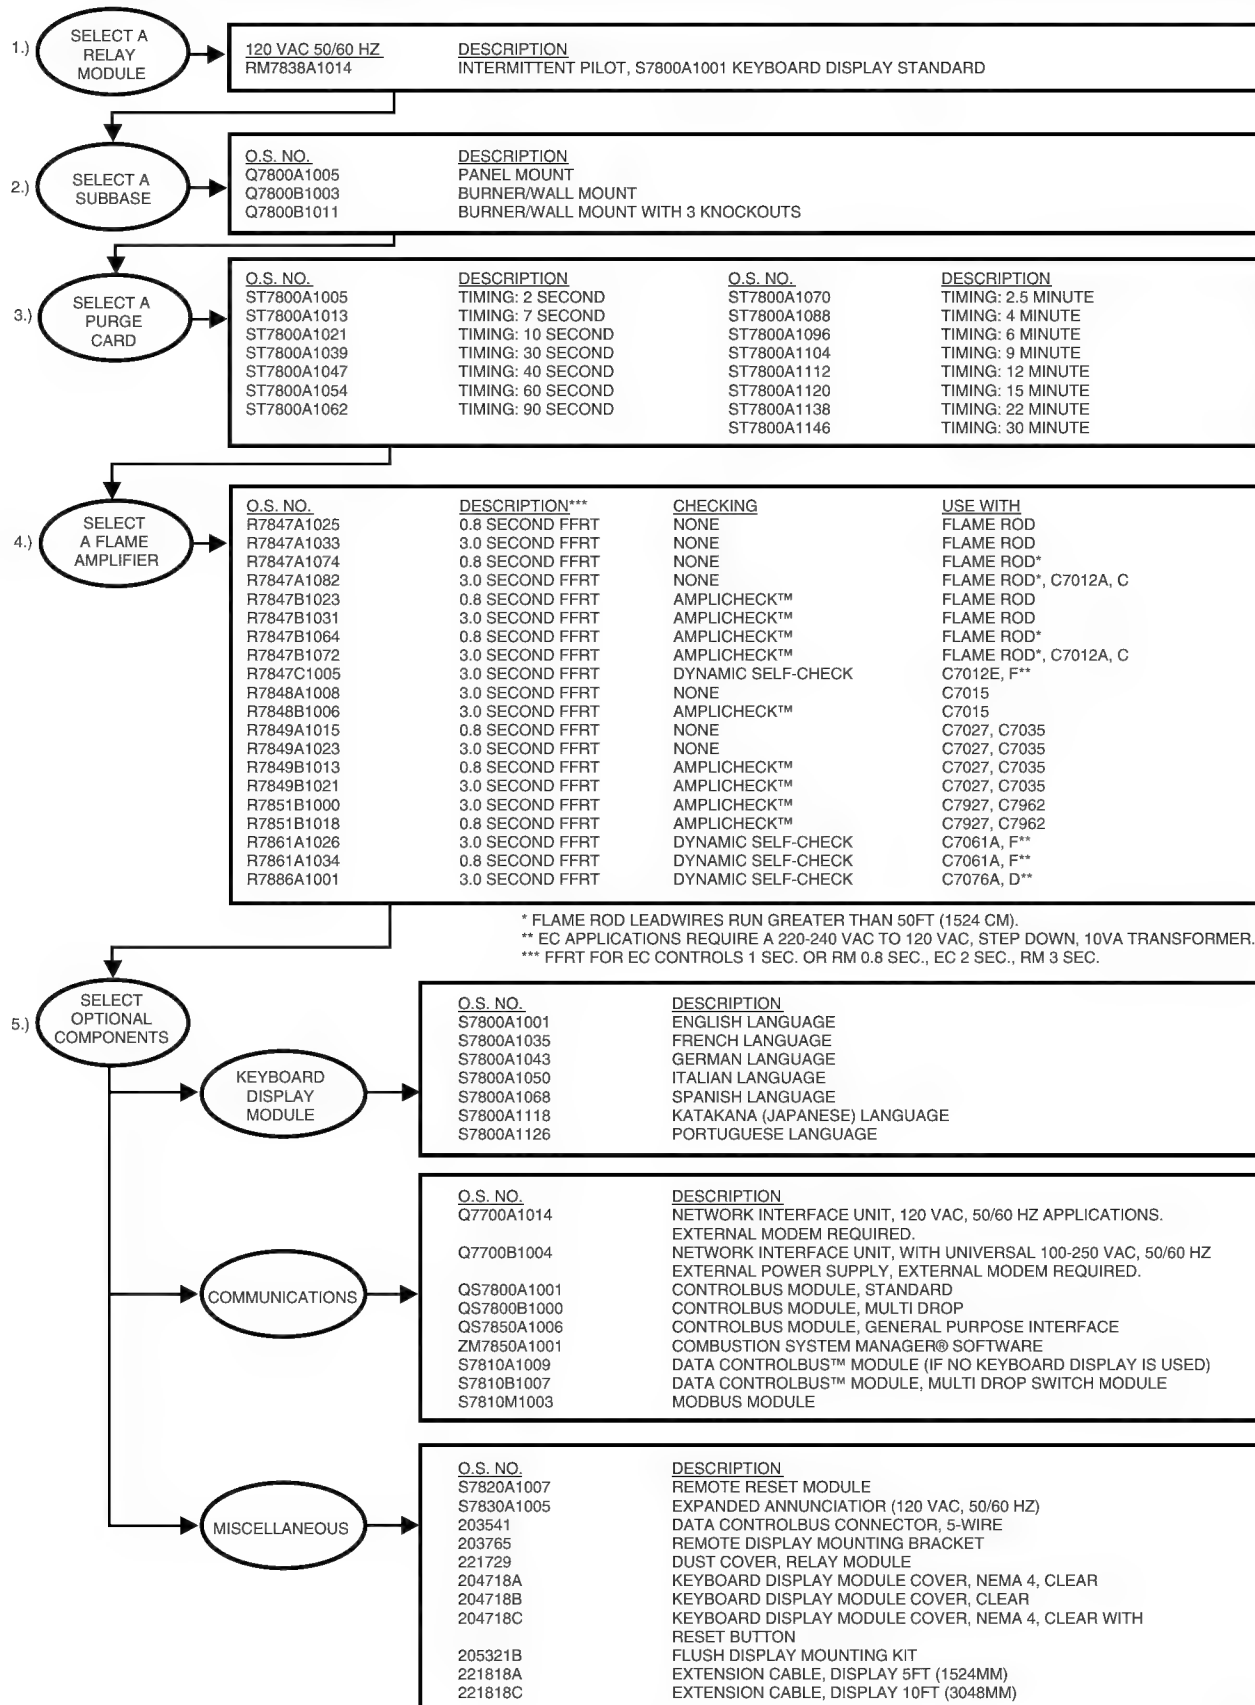 1.)
SELECT A
RELAY
MODULE
120 VAC 50/60 HZ DESCRIPTION
RM7838A1014 INTERMITTENT PILOT, S7800A1001 KEYBOARD DISPLAY STANDARD
2.)
SELECT A
SUBBASE
O.S. NO. DESCRIPTION
Q7800A1005 PANEL MOUNT
Q7800B1003 BURNER/WALL MOUNT
Q7800B1011 BURNER/WALL MOUNT WITH 3 KNOCKOUTS
3.)
SELECT A
PURGE
CARD
O.S. NO. DESCRIPTION O.S. NO. DESCRIPTION
ST7800A1005 TIMING: 2 SECOND ST7800A1070 TIMING: 2.5 MINUTE
ST7800A1013 TIMING: 7 SECOND ST7800A1088 TIMING: 4 MINUTE
ST7800A1021 TIMING: 10 SECOND ST7800A1096 TIMING: 6 MINUTE
ST7800A1039 TIMING: 30 SECOND ST7800A1104 TIMING: 9 MINUTE
ST7800A1047 TIMING: 40 SECOND ST7800A1112 TIMING: 12 MINUTE
ST7800A1054 TIMING: 60 SECOND ST7800A1120 TIMING: 15 MINUTE
ST7800A1062 TIMING: 90 SECOND ST7800A1138 TIMING: 22 MINUTE
ST7800A1146 TIMING: 30 MINUTE
4.)
SELECT
A FLAME
AMPLIFIER
O.S. NO. DESCRIPTION*** CHECKING USE WITH
R7847A1025 0.8 SECOND FFRT NONE FLAME ROD
R7847A1033 3.0 SECOND FFRT NONE FLAME ROD
R7847A1074 0.8 SECOND FFRT NONE FLAME ROD*
R7847A1082 3.0 SECOND FFRT NONE FLAME ROD*, C7012A, C
R7847B1023 0.8 SECOND FFRT AMPLICHECK™ FLAME ROD
R7847B1031 3.0 SECOND FFRT AMPLICHECK™ FLAME ROD
R7847B1064 0.8 SECOND FFRT AMPLICHECK™ FLAME ROD*
R7847B1072 3.0 SECOND FFRT AMPLICHECK™ FLAME ROD*, C7012A, C
R7847C1005 3.0 SECOND FFRT DYNAMIC SELF-CHECK C7012E, F**
R7848A1008 3.0 SECOND FFRT NONE C7015
R7848B1006 3.0 SECOND FFRT AMPLICHECK™ C7015
R7849A1015 0.8 SECOND FFRT NONE C7027, C7035
R7849A1023 3.0 SECOND FFRT NONE C7027, C7035
R7849B1013 0.8 SECOND FFRT AMPLICHECK™ C7027, C7035
R7849B1021 3.0 SECOND FFRT AMPLICHECK™ C7027, C7035
R7851B1000 3.0 SECOND FFRT AMPLICHECK™ C7927, C7962
R7851B1018 0.8 SECOND FFRT AMPLICHECK™ C7927, C7962
R7861A1026 3.0 SECOND FFRT DYNAMIC SELF-CHECK C7061A, F**
R7861A1034 0.8 SECOND FFRT DYNAMIC SELF-CHECK C7061A, F**
R7886A1001 3.0 SECOND FFRT DYNAMIC SELF-CHECK C7076A, D**
* FLAME ROD LEADWIRES RUN GREATER THAN 50FT (1524 CM).
** EC APPLICATIONS REQUIRE A 220-240 VAC TO 120 VAC, STEP DOWN, 10VA TRANSFORMER.
*** FFRT FOR EC CONTROLS 1 SEC. OR RM 0.8 SEC., EC 2 SEC., RM 3 SEC.
5.)
SELECT
OPTIONAL
COMPONENTS
KEYBOARD
DISPLAY
MODULE
O.S. NO. DESCRIPTION
S7800A1001 ENGLISH LANGUAGE
S7800A1035 FRENCH LANGUAGE
S7800A1043 GERMAN LANGUAGE
S7800A1050 ITALIAN LANGUAGE
S7800A1068 SPANISH LANGUAGE
S7800A1118 KATAKANA (JAPANESE) LANGUAGE
S7800A1126 PORTUGUESE LANGUAGE
COMMUNICATIONS
O.S. NO. DESCRIPTION
Q7700A1014 NETWORK INTERFACE UNIT, 120 VAC, 50/60 HZ APPLICATIONS.
EXTERNAL MODEM REQUIRED.
Q7700B1004 NETWORK INTERFACE UNIT, WITH UNIVERSAL 100-250 VAC, 50/60 HZ
EXTERNAL POWER SUPPLY, EXTERNAL MODEM REQUIRED.
QS7800A1001 CONTROLBUS MODULE, STANDARD
QS7800B1000 CONTROLBUS MODULE, MULTI DROP
QS7850A1006 CONTROLBUS MODULE, GENERAL PURPOSE INTERFACE
ZM7850A1001 COMBUSTION SYSTEM MANAGER® SOFTWARE
S7810A1009 DATA CONTROLBUS™ MODULE (IF NO KEYBOARD DISPLAY IS USED)
S7810B1007 DATA CONTROLBUS™ MODULE, MULTI DROP SWITCH MODULE
S7810M1003 MODBUS MODULE
MISCELLANEOUS
O.S. NO. DESCRIPTION
S7820A1007 REMOTE RESET MODULE
S7830A1005 EXPANDED ANNUNCIATIOR (120 VAC, 50/60 HZ)
203541 DATA CONTROLBUS CONNECTOR, 5-WIRE
203765 REMOTE DISPLAY MOUNTING BRACKET
221729 DUST COVER, RELAY MODULE
204718A KEYBOARD DISPLAY MODULE COVER, NEMA 4, CLEAR
204718B KEYBOARD DISPLAY MODULE COVER, CLEAR
204718C KEYBOARD DISPLAY MODULE COVER, NEMA 4, CLEAR WITH
RESET BUTTON
205321B FLUSH DISPLAY MOUNTING KIT
221818A EXTENSION CABLE, DISPLAY 5FT (1524MM)
221818C EXTENSION CABLE, DISPLAY 10FT (3048MM)